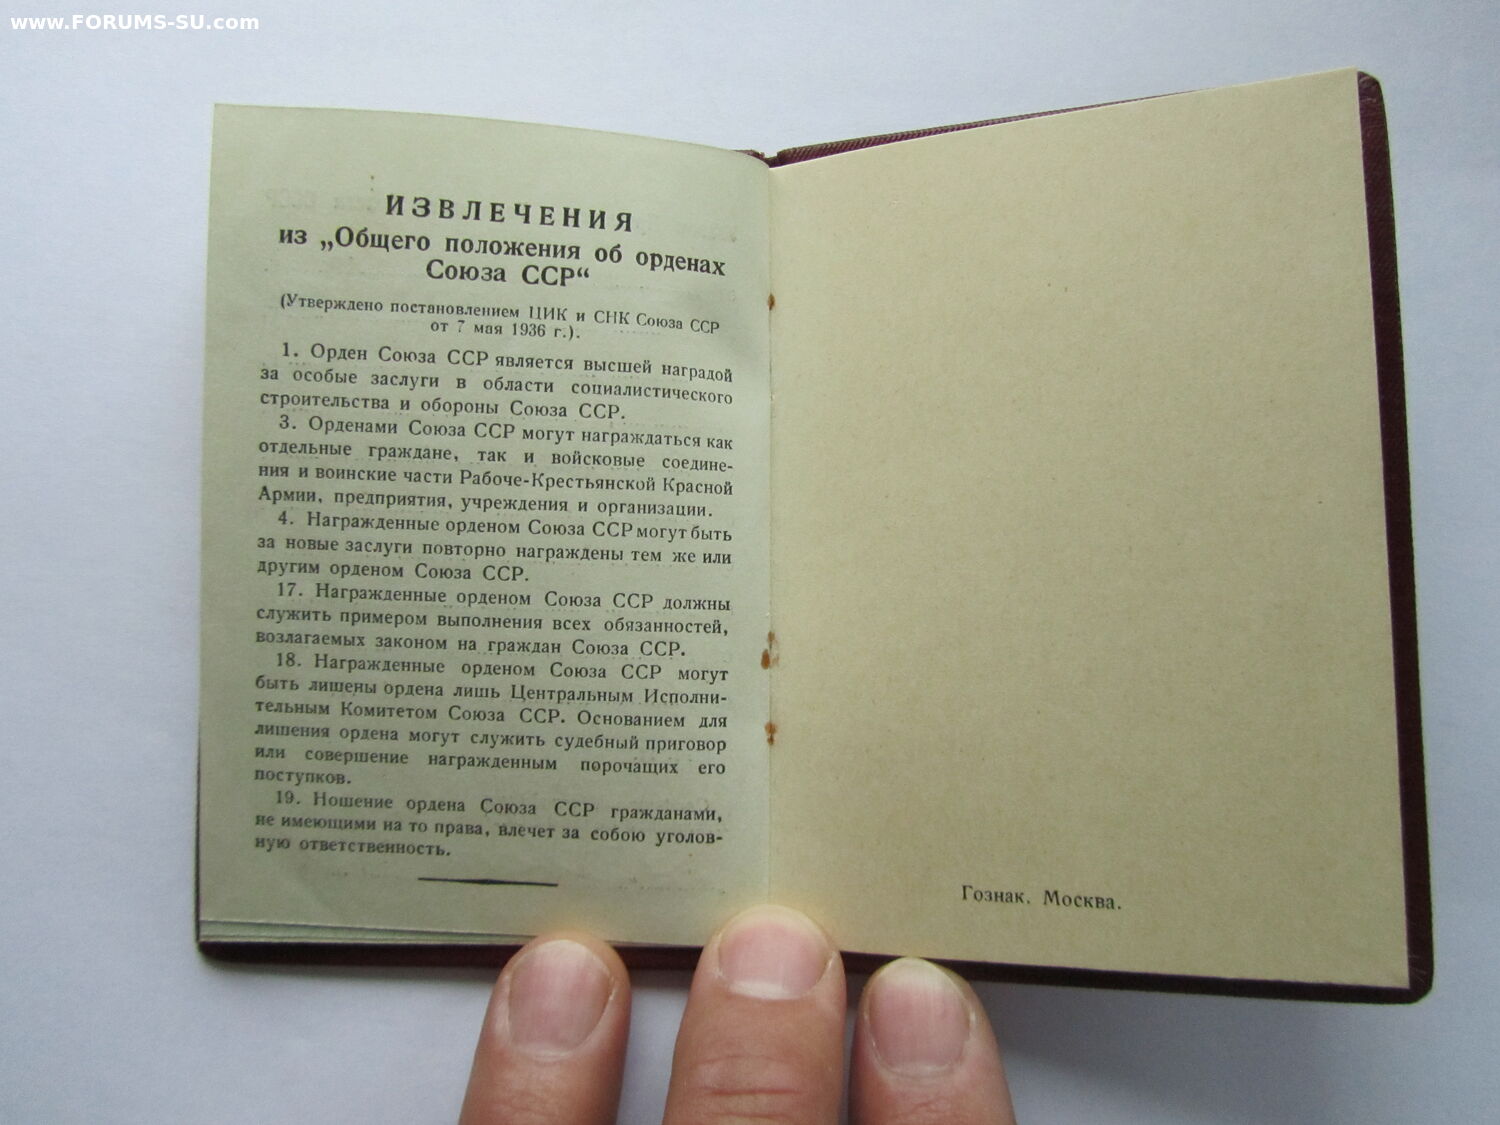 www.FORUMS-SU.com
ИЗВЛЕЧЕНИЯ
из „Общего положения об орденах
Союза ССР“
(Утверждено постановлением ЦИК и СНК Союза ССР
от 7 мая 1936 г.).
1. Орден Союза ССР является высшей наградой
за особые заслуги в области социалистического
строительства и обороны Союза ССР.
3. Орденами Союза ССР могут награждаться как
отдельные граждане, так и войсковые соедине-
ния и воинские части Рабоче-Крестьянской Красной
Армии, предприятия, учреждения и организации.
4. Награжденные орденом Союза ССР могут быть
за новые заслуги повторно награждены тем же или
другим орденом Союза ССР.
17. Награжденные орденом Союза ССР должны
служить примером выполнения всех обязанностей,
возлагаемых законом на граждан Союза ССР.
18. Награжденные орденом Союза ССР могут
быть лишены ордена лишь Центральным Исполни-
тельным Комитетом Союза ССР. Основанием для
лишения ордена могут служить судебный приговор
или совершение награжденным порочащих его
поступков.
19. Ношение ордена Союза ССР гражданами,
не имеющими на то права, влечет за собою уголов-
ную ответственность.
Гознак. Москва.